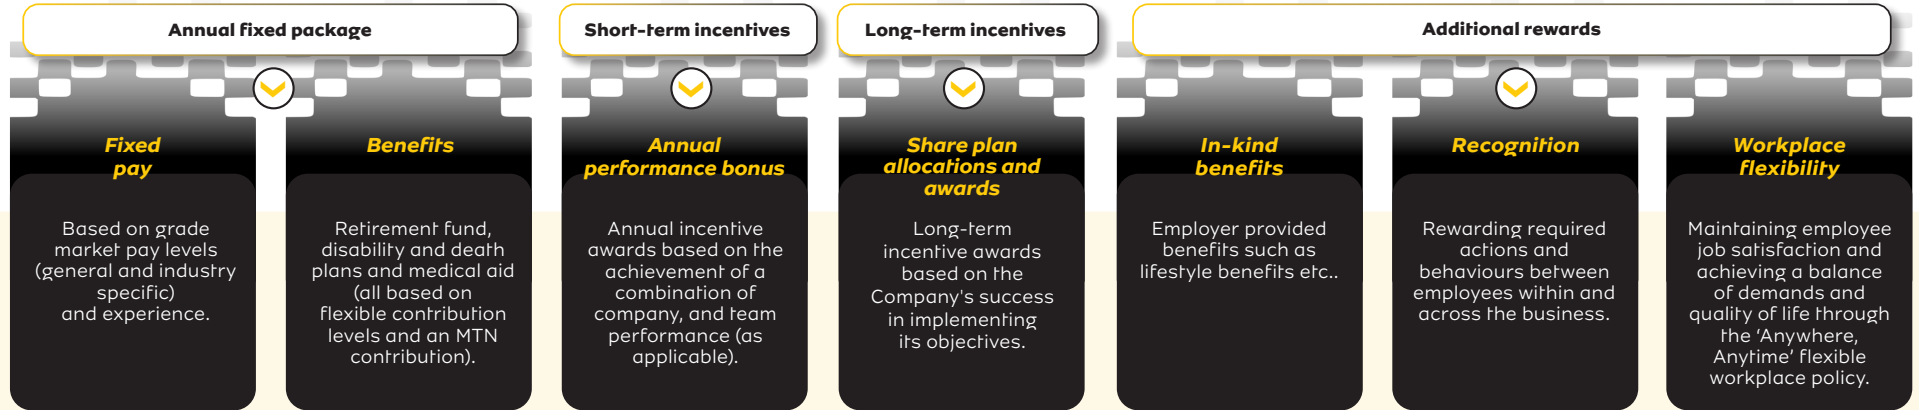 Annual fixed package
Short-term incentives
Long-term incentives
Additional rewards
Fixed
pay
Based on grade
market pay levels
(general and industry
specific)
and experience.
Benefits
Retirement fund,
disability and death
plans and medical aid
(all based on
flexible contribution
levels and an MTN
contribution).
Annual
performance bonus
Annual incentive
awards based on the
achievement of a
combination of
company, and team
performance (as
applicable).
Share plan
allocations and
awards
Long-term
incentive awards
based on the
Company's success
in implementing
its objectives.
In-kind
benefits
Employer provided
benefits such as
lifestyle benefits etc..
Recognition
Rewarding required
actions and
behaviours between
employees within and
across the business.
Workplace
flexibility
Maintaining employee
job satisfaction and
achieving a balance
of demands and
quality of life through
the ‘Anywhere,
Anytime’ flexible
workplace policy.